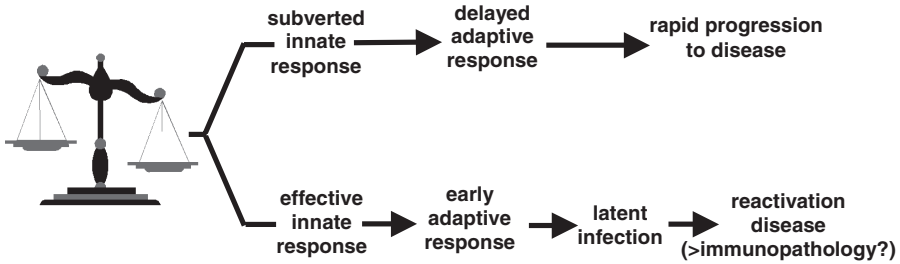 subverted
innate
response
delayed
adaptive
response
rapid progression
to disease
effective
innate
response
early
adaptive
response
latent
infection
reactivation
disease
(>immunopathology?)